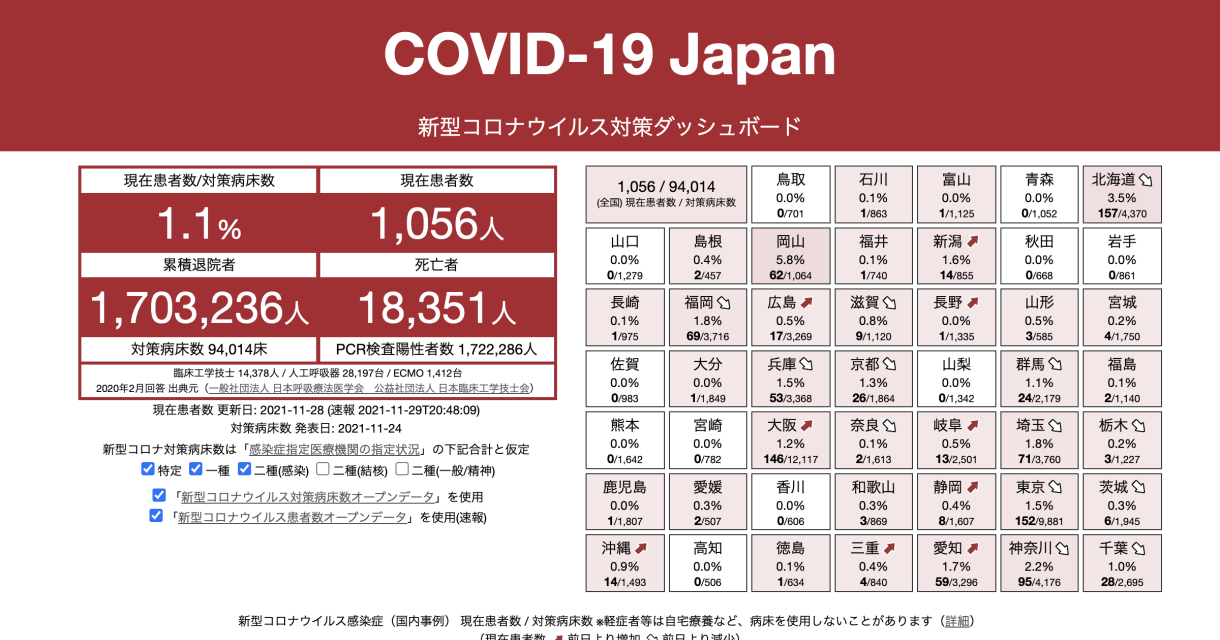 COVID-19 Japan
新型コロナウイルス対策ダッシュボード
現在患者数/対策病床数
現在患者数
1.1%
1,056人
累積退院者
死亡者
1,703,236人
18,351人
対策病床数 94,014床
PCR検査陽性者数 1,722,286人
臨床工学技士 14,378人 / 人工呼吸器 28,197台 / ECMO 1,412台
2020年2月回答 出典元（一般社団法人 日本呼吸療法医学会　公益社団法人 日本臨床工学技士会）
現在患者数 更新日: 2021-11-28 (速報 2021-11-29T20:48:09)
対策病床数 発表日: 2021-11-24
新型コロナ対策病床数は「感染症指定医療機関の指定状況」の下記合計と仮定
特定 一種 二種(感染) 二種(結核) 二種(一般/精神)
「新型コロナウイルス対策病床数オープンデータ」を使用
「新型コロナウイルス患者数オープンデータ」を使用(速報)
1,056 / 94,014
(全国) 現在患者数 / 対策病床数
鳥取
0.0%
0/701
石川
0.1%
1/863
富山
0.0%
1/1,125
青森
0.0%
0/1,052
北海道
3.5%
157/4,370
山口
0.0%
0/1,279
島根
0.4%
2/457
岡山
5.8%
62/1,064
福井
0.1%
1/740
新潟
1.6%
14/855
秋田
0.0%
0/668
岩手
0.0%
0/861
長崎
0.1%
1/975
福岡
1.8%
69/3,716
広島
0.5%
17/3,269
滋賀
0.8%
9/1,120
長野
0.0%
1/1,335
山形
0.5%
3/585
宮城
0.2%
4/1,750
佐賀
0.0%
0/983
大分
0.0%
1/1,849
兵庫
1.5%
53/3,368
京都
1.3%
26/1,864
山梨
0.0%
0/1,342
群馬
1.1%
24/2,179
福島
0.1%
2/1,140
熊本
0.0%
0/1,642
宮崎
0.0%
0/782
大阪
1.2%
146/12,117
奈良
0.1%
2/1,613
岐阜
0.5%
13/2,501
埼玉
1.8%
71/3,760
栃木
0.2%
3/1,227
鹿児島
0.0%
1/1,807
愛媛
0.3%
2/507
香川
0.0%
0/606
和歌山
0.3%
3/869
静岡
0.4%
8/1,607
東京
1.5%
152/9,881
茨城
0.3%
6/1,945
沖縄
0.9%
14/1,493
高知
0.0%
0/506
徳島
0.1%
1/634
三重
0.4%
4/840
愛知
1.7%
59/3,296
神奈川
2.2%
95/4,176
千葉
1.0%
28/2,695
新型コロナウイルス感染症（国内事例） 現在患者数 / 対策病床数 ※軽症者等は自宅療養など、病床を使用しないことがあります（詳細）
（現在患者数 前日より増加 前日より減少）